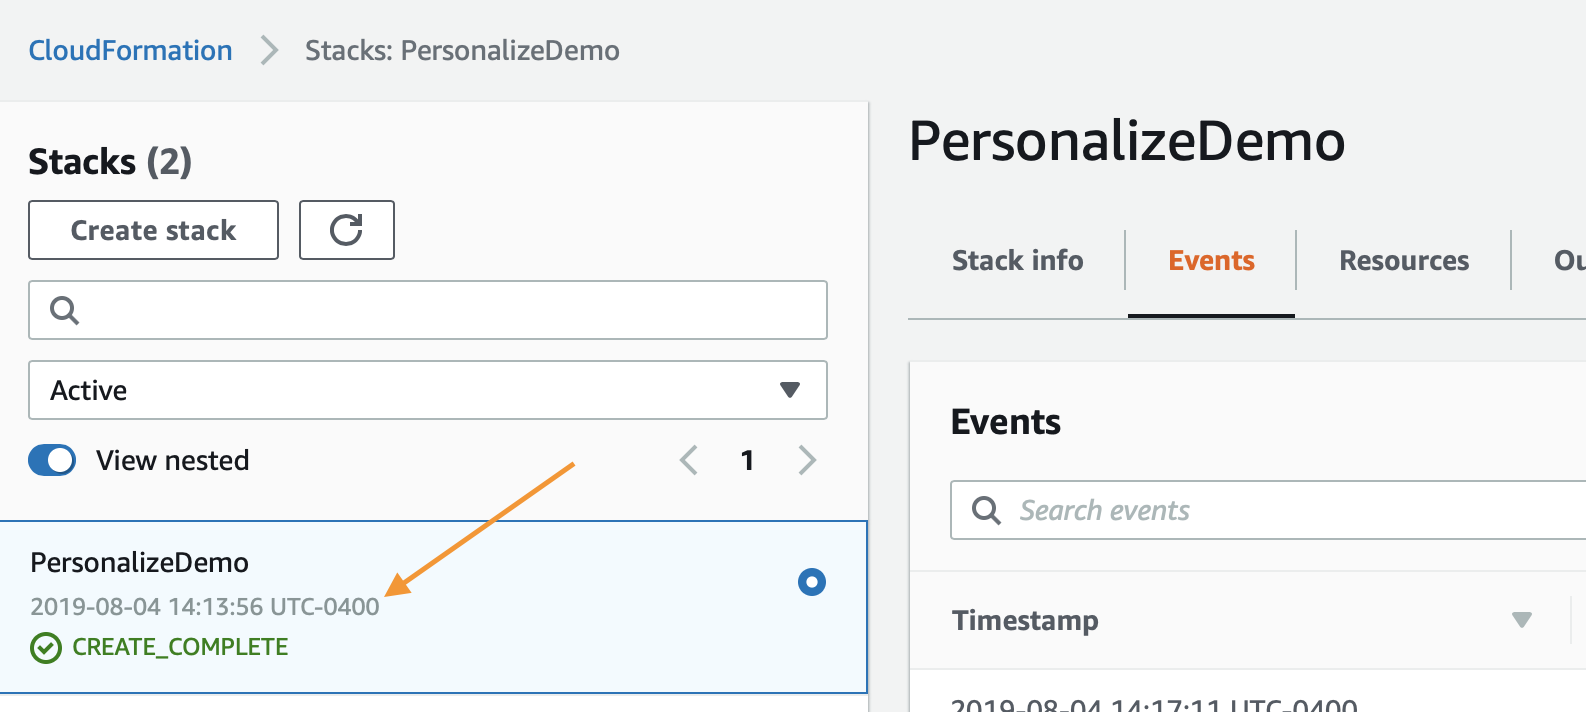 CloudFormation > Stacks: PersonalizeDemo
Stacks (2)
Create stack
Active
View nested
1
PersonalizeDemo
2019-08-04 14:13:56 UTC-0400
CREATE_COMPLETE
PersonalizeDemo
Stack info
Events
Resources
Ou
Events
Search events
Timestamp
2019-08-04 14:17:11 UTC-0400